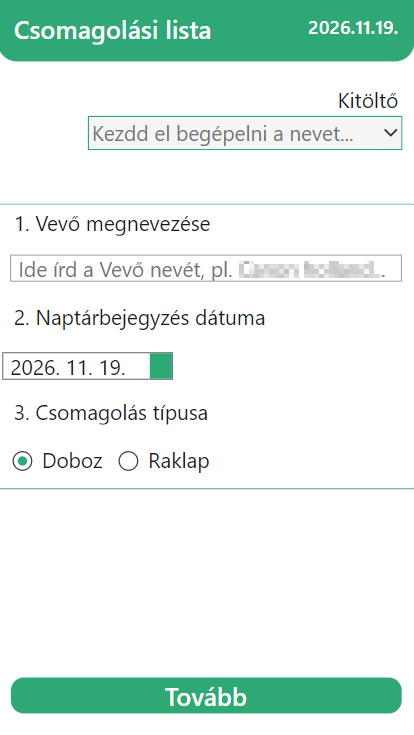 Csomagolási lista
2026.11.19.
Kitöltő
Kezdd el begépelni a nevet...
1. Vevő megnevezése
Ide írd a Vevő nevét, pl.
2. Naptárbejegyzés dátuma
2026. 11. 19.
3. Csomagolás típusa
Doboz Raklap
Tovább